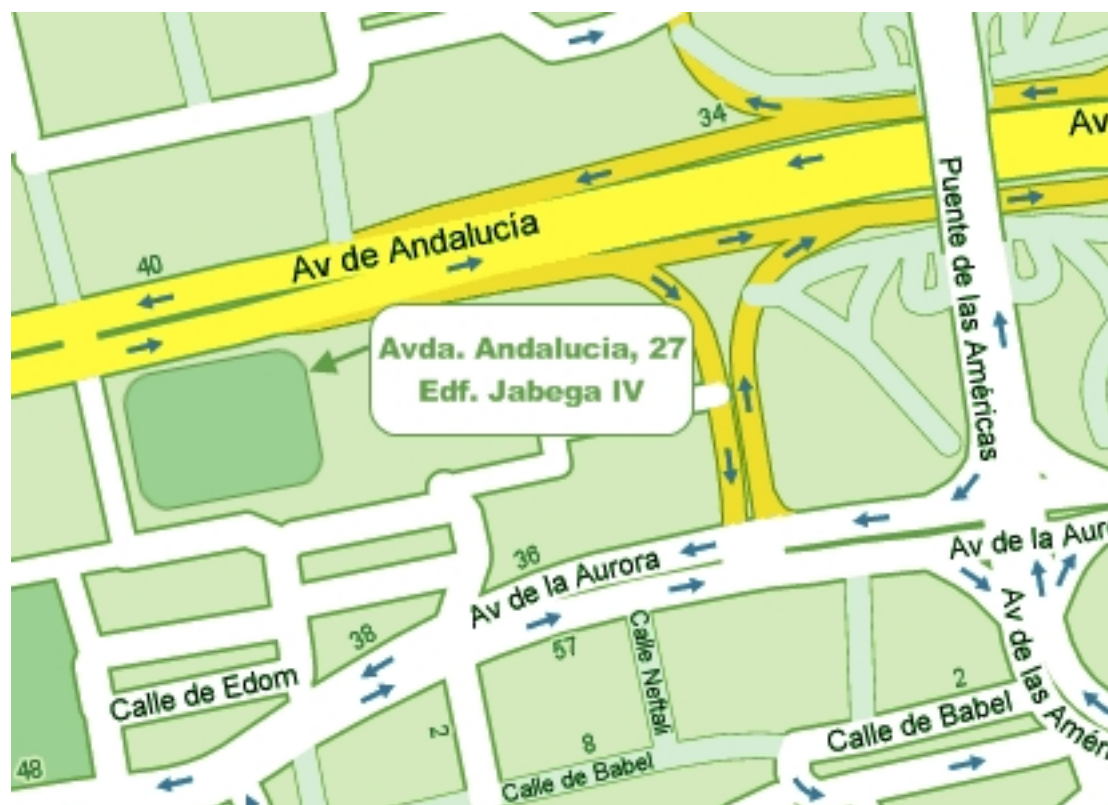 34
Av
Puente de las Américas
Av de Andalucía
40
Avda. Andalucia, 27
Edf. Jabega IV
36
Av de la Aurora
Av de la Aur
38
57
Calle Neftalí
Av de las Amér
2
Calle de Edom
2
Calle de Babel
8
Calle de Babel
48